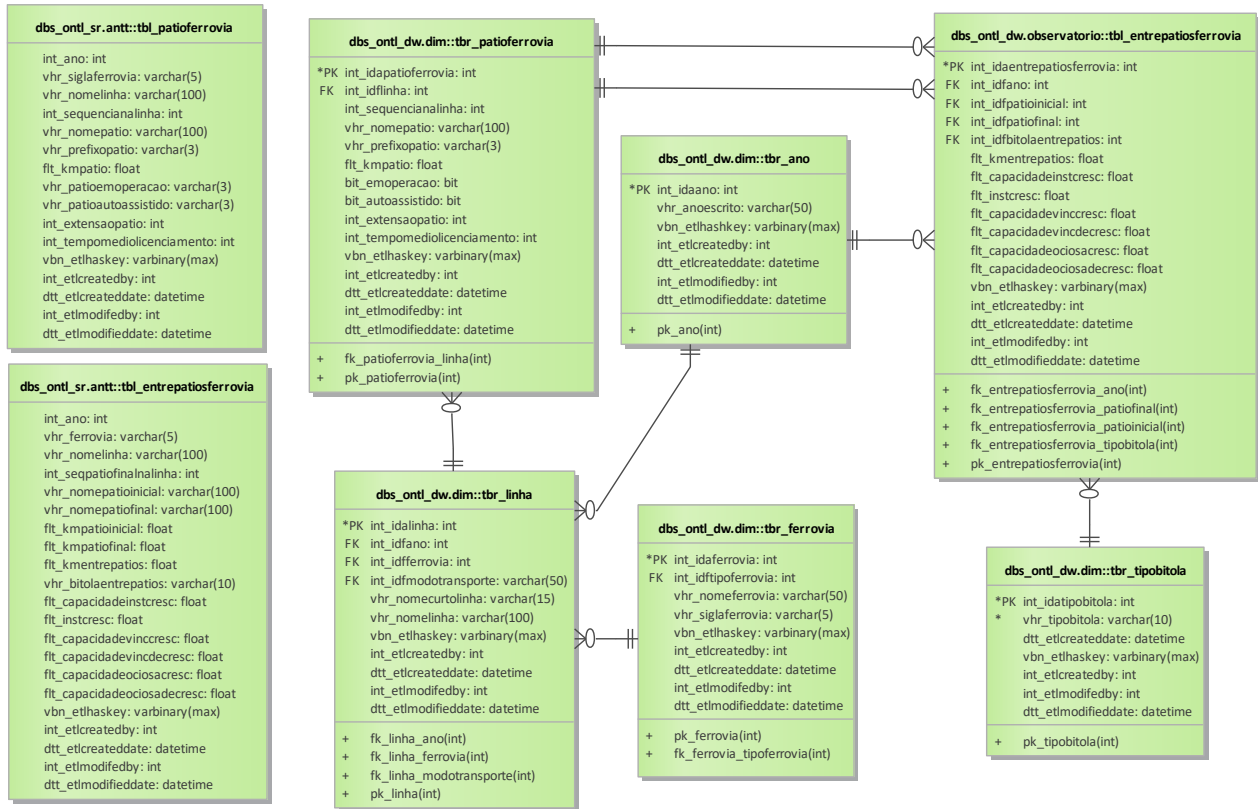 dbs_ontl_sr.antt::tbl_patioferrovia
int_ano: int
vhr_siglaferrovia: varchar(5)
vhr_nomelinha: varchar(100)
int_sequencianalinha: int
vhr_nomepatio: varchar(100)
vhr_prefixopatio: varchar(3)
flt_kmpatio: float
vhr_patioemoperacao: varchar(3)
vhr_patioautoassistido: varchar(3)
int_extensaopatio: int
int_tempomediolicenciamento: int
vbn_etlhaskey: varbinary(max)
int_etlcreatedby: int
dtt_etlcreateddate: datetime
int_etlmodifedby: int
dtt_etlmodifieddate: datetime
dbs_ontl_sr.antt::tbl_entrepatiosferrovia
int_ano: int
vhr_ferrovia: varchar(5)
vhr_nomelinha: varchar(100)
int_seqpatiofinalnalinha: int
vhr_nomepatioinicial: varchar(100)
vhr_nomepatiofinal: varchar(100)
flt_kmpatioinicial: float
flt_kmpatiofinal: float
flt_kmentrepatios: float
vhr_bitolaentrepatios: varchar(10)
flt_capacidadeinstcresc: float
flt_instcresc: float
flt_capacidadevinccresc: float
flt_capacidadevincdecresc: float
flt_capacidadeociosacresc: float
flt_capacidadeociosadecresc: float
vbn_etlhaskey: varbinary(max)
int_etlcreatedby: int
dtt_etlcreateddate: datetime
int_etlmodifedby: int
dtt_etlmodifieddate: datetime
dbs_ontl_dw.dim::tbr_patioferrovia
*PK int_idapatioferrovia: int
FK int_idflinha: int
int_sequencianalinha: int
vhr_nomepatio: varchar(100)
vhr_prefixopatio: varchar(3)
flt_kmpatio: float
bit_emoperacao: bit
bit_autoassistido: bit
int_extensaopatio: int
int_tempomediolicenciamento: int
vbn_etlhaskey: varbinary(max)
int_etlcreatedby: int
dtt_etlcreateddate: datetime
int_etlmodifedby: int
dtt_etlmodifieddate: datetime
+ fk_patioferrovia_linha(int)
+ pk_patioferrovia(int)
dbs_ontl_dw.dim::tbr_linha
*PK int_idalinha: int
FK int_idfano: int
FK int_idfferrovia: int
FK int_idfmodotransporte: varchar(50)
vhr_nomecurtolinha: varchar(15)
vhr_nomelinha: varchar(100)
vbn_etlhaskey: varbinary(max)
int_etlcreatedby: int
dtt_etlcreateddate: datetime
int_etlmodifedby: int
dtt_etlmodifieddate: datetime
+ fk_linha_ano(int)
+ fk_linha_ferrovia(int)
+ fk_linha_modotransporte(int)
+ pk_linha(int)
dbs_ontl_dw.dim::tbr_ano
*PK int_idaano: int
vhr_anoescrito: varchar(50)
vbn_etlhashkey: varbinary(max)
int_etlcreatedby: int
dtt_etlcreateddate: datetime
int_etlmodifiedby: int
dtt_etlmodifieddate: datetime
+ pk_ano(int)
dbs_ontl_dw.dim::tbr_ferrovia
*PK int_idaferrovia: int
FK int_idftipoferrovia: int
vhr_nomeferrovia: varchar(50)
vhr_siglaferrovia: varchar(5)
vbn_etlhaskey: varbinary(max)
int_etlcreatedby: int
dtt_etlcreateddate: datetime
int_etlmodifedby: int
dtt_etlmodifieddate: datetime
+ pk_ferrovia(int)
+ fk_ferrovia_tipoferrovia(int)
dbs_ontl_dw.observatorio::tbl_entrepatiosferrovia
*PK int_idaentrepatiosferrovia: int
FK int_idfano: int
FK int_idfpatioinicial: int
FK int_idfpatiofinal: int
FK int_idfbitolaentrepatios: int
flt_kmentrepatios: float
flt_capacidadeinstcresc: float
flt_instcresc: float
flt_capacidadevinccresc: float
flt_capacidadevincdecresc: float
flt_capacidadeociosacresc: float
flt_capacidadeociosadecresc: float
vbn_etlhaskey: varbinary(max)
int_etlcreatedby: int
dtt_etlcreateddate: datetime
int_etlmodifedby: int
dtt_etlmodifieddate: datetime
+ fk_entrepatiosferrovia_ano(int)
+ fk_entrepatiosferrovia_patiofinal(int)
+ fk_entrepatiosferrovia_patioinicial(int)
+ fk_entrepatiosferrovia_tipobitola(int)
+ pk_entrepatiosferrovia(int)
dbs_ontl_dw.dim::tbr_tipobitola
*PK int_idatipobitola: int
* vhr_tipobitola: varchar(10)
dtt_etlcreateddate: datetime
vbn_etlhaskey: varbinary(max)
int_etlcreatedby: int
int_etlmodifedby: int
dtt_etlmodifieddate: datetime
+ pk_tipobitola(int)